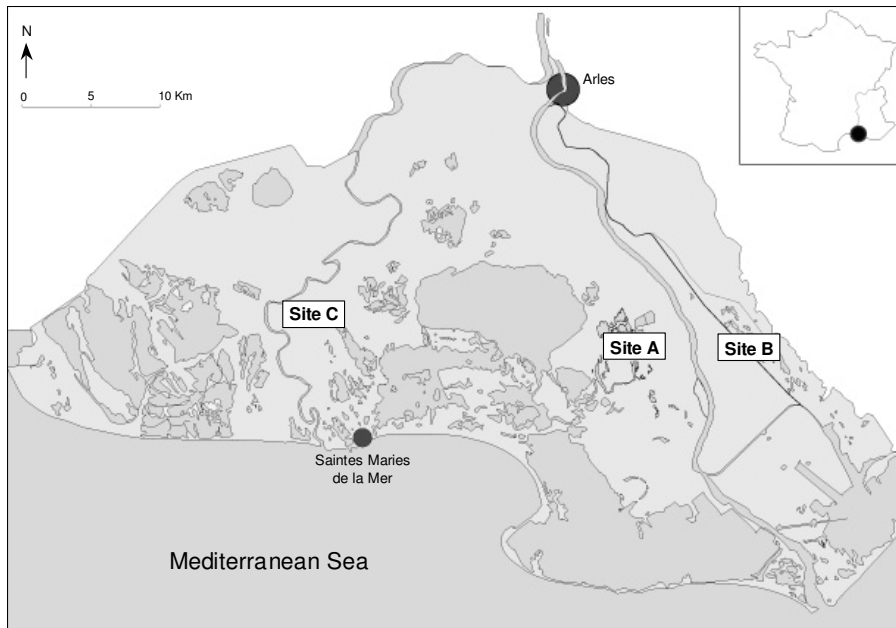 N
0 5 10 Km
Arles
Site C
Site A
Site B
Saintes Maries
de la Mer
Mediterranean Sea